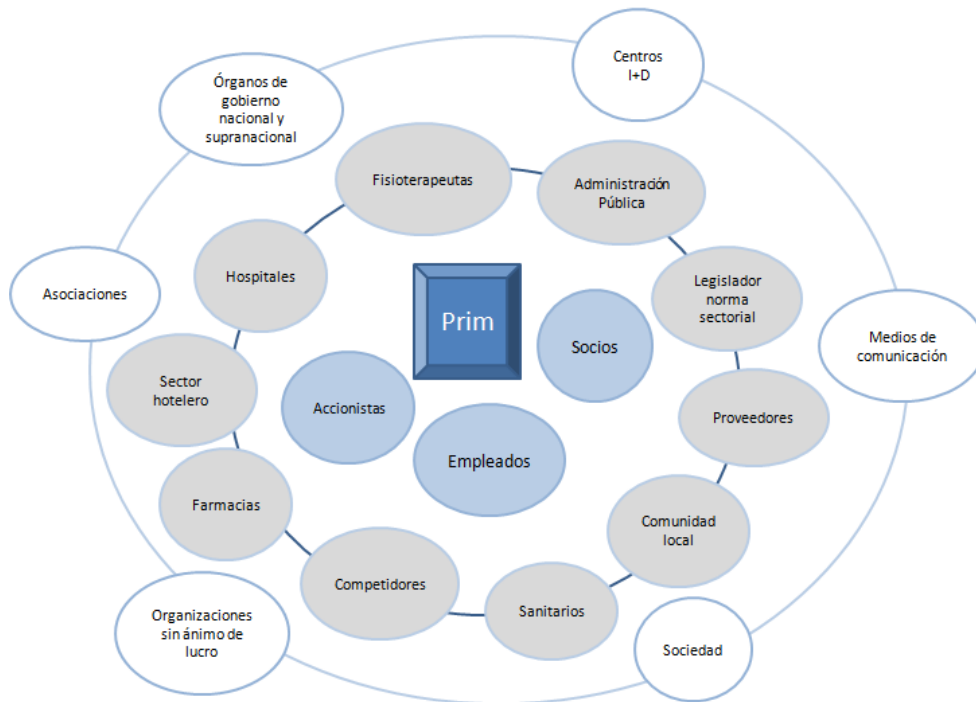 Centros
I+D
Órganos de
gobierno
nacional y
supranacional
Fisioterapeutas
Administración
Pública
Hospitales
Legislador
norma
sectorial
Asociaciones
Prim
Socios
Medios de
comunicación
Sector
hotelero
Accionistas
Proveedores
Empleados
Farmacias
Comunidad
local
Competidores
Sanitarios
Organizaciones
sin ánimo de
lucro
Sociedad